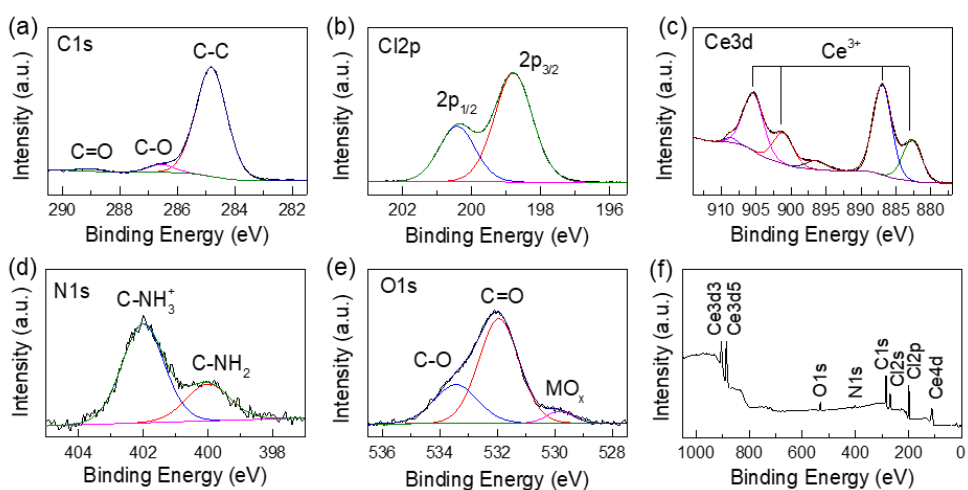 (a)
C1s
C-C
C=O
C-O
Intensity (a.u.)
290 288 286 284 282
Binding Energy (eV)
(b)
Cl2p
2p1/2
2p3/2
Intensity (a.u.)
202 200 198 196
Binding Energy (eV)
(c)
Ce3d
Ce³⁺
Intensity (a.u.)
910 905 900 895 890 885 880
Binding Energy (eV)
(d)
N1s
C-NH₃⁺
C-NH₂
Intensity (a.u.)
404 402 400 398
Binding Energy (eV)
(e)
O1s
C=O
C-O
MOₓ
Intensity (a.u.)
536 534 532 530 528
Binding Energy (eV)
(f)
Ce3d3
Ce3d5
O1s
N1s
C1s
Cl2s
Cl2p
Ce4d
Intensity (a.u.)
1000 800 600 400 200 0
Binding Energy (eV)